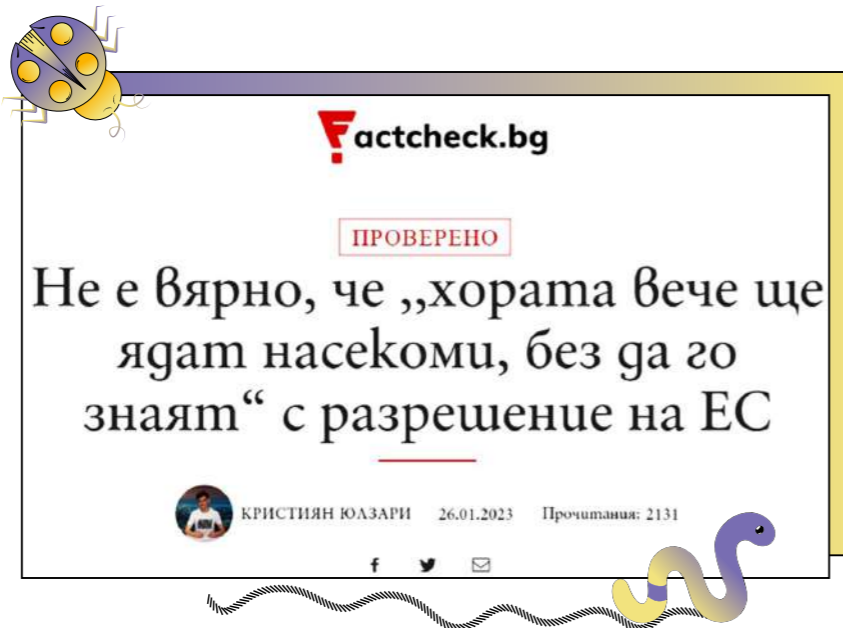 Factcheck.bg
ПРОВЕРЕНО
Не е вярно, че „хората вече ще
ядат насекоми, без да го
знаят“ с разрешение на ЕС
КРИСТИЯН ЮЛЗАРИ 26.01.2023 Прочитания: 2131